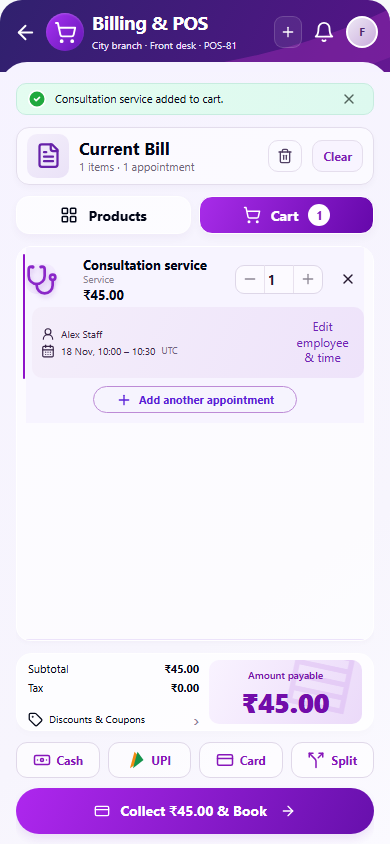 Billing & POS
City branch · Front desk · POS-81
F
Consultation service added to cart.
Current Bill
1 items · 1 appointment
Clear
Products
Cart 1
Consultation service
Service
₹45.00
1
Alex Staff
18 Nov, 10:00 – 10:30 UTC
Edit
employee
& time
Add another appointment
Subtotal ₹45.00
Tax ₹0.00
Discounts & Coupons
Amount payable
₹45.00
Cash
UPI
Card
Split
Collect ₹45.00 & Book